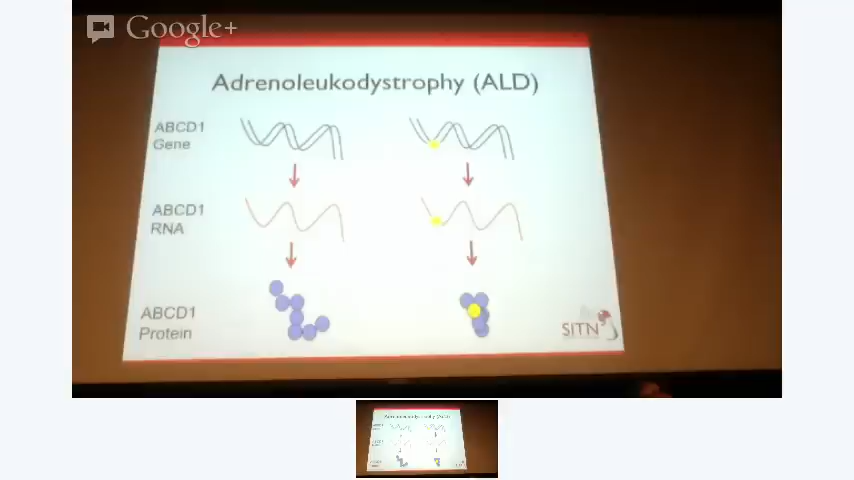 Google+
Adrenoleukodystrophy (ALD)
ABCD1
Gene
ABCD1
RNA
ABCD1
Protein
SITN